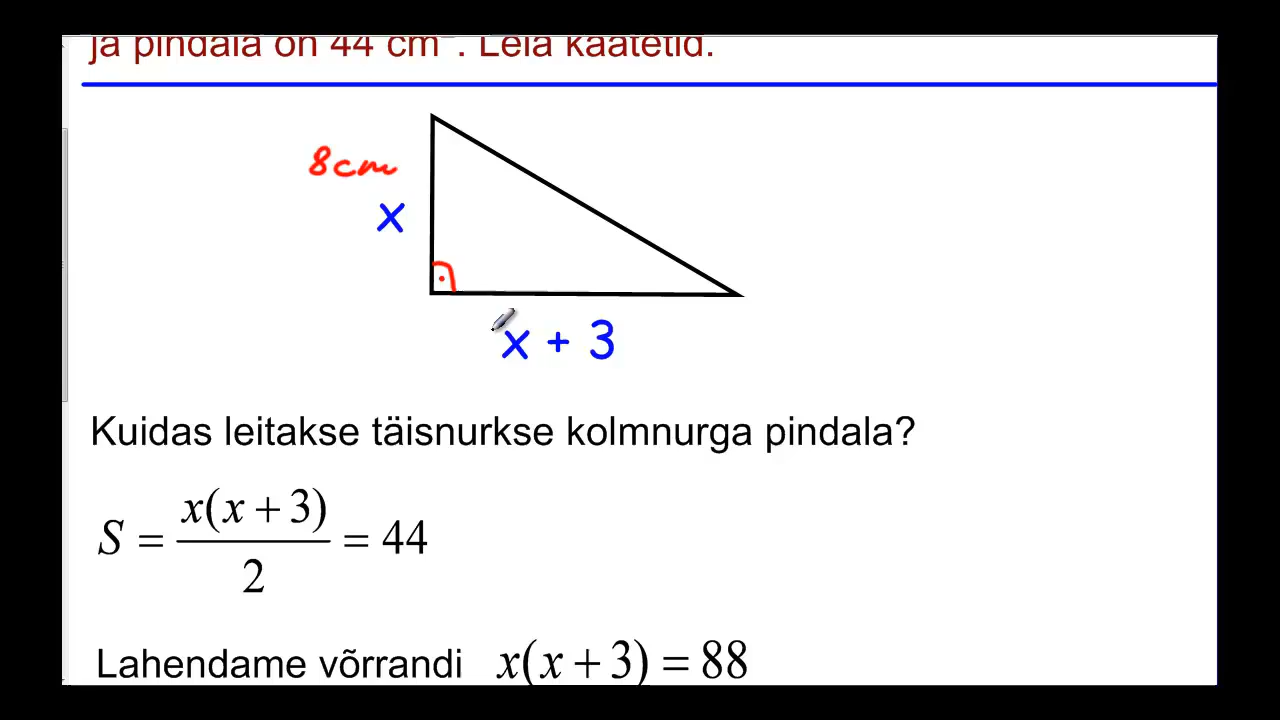 ja pindala on 44 cm². Leia kaatetid.
8cm
x
x + 3
Kuidas leitakse täisnurkse kolmnurga pindala?
S = x(x + 3) / 2 = 44
Lahendame võrrandi x(x + 3) = 88